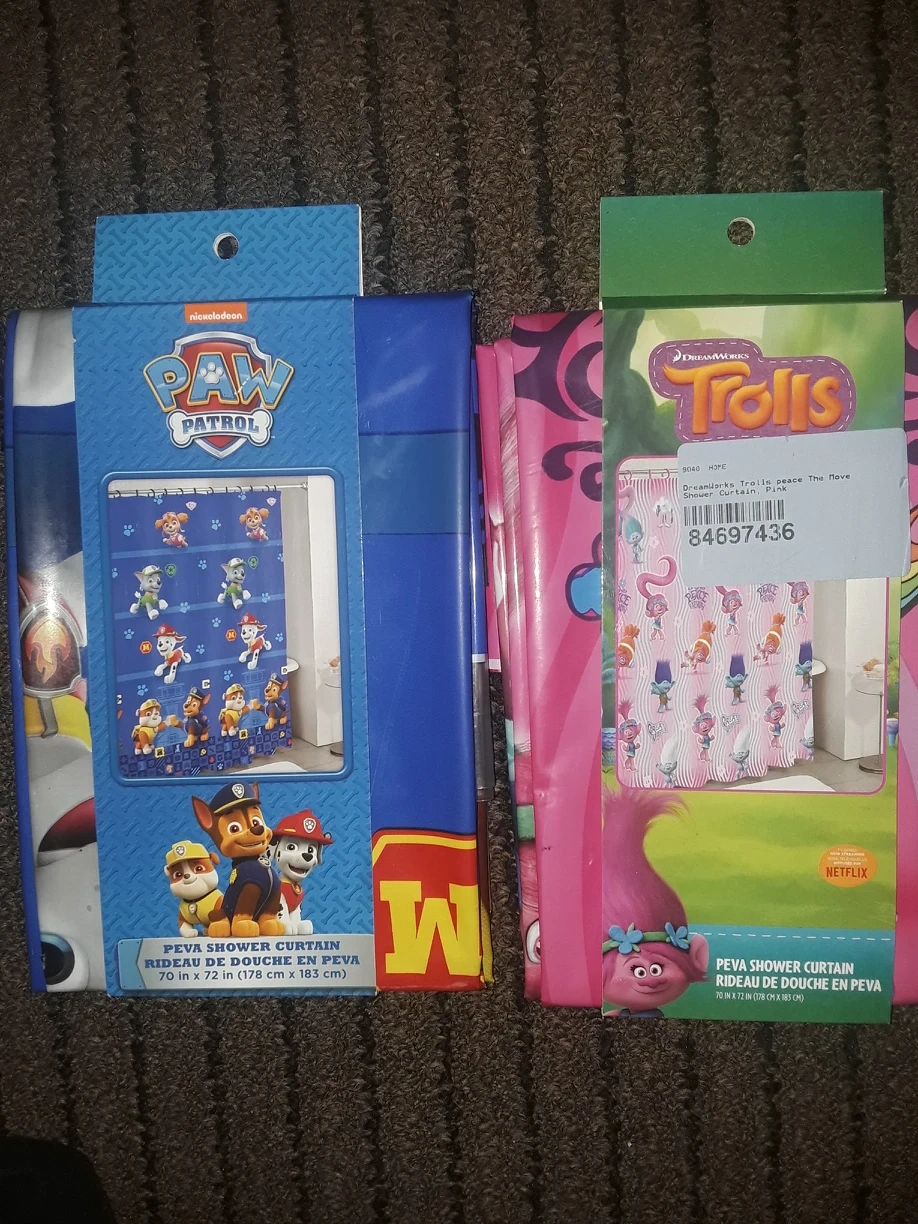 nickelodeon
PAW
PATROL
PEVA SHOWER CURTAIN
RIDEAU DE DOUCHE EN PEVA
70 in x 72 in (178 cm x 183 cm)
M
DREAMWORKS
Trolls
9040 HOME
DreamWorks Trolls peace The Move
Shower Curtain, Pink
84697436
NETFLIX
PEVA SHOWER CURTAIN
RIDEAU DE DOUCHE EN PEVA
70 IN X 72 IN (178 CM X 183 CM)